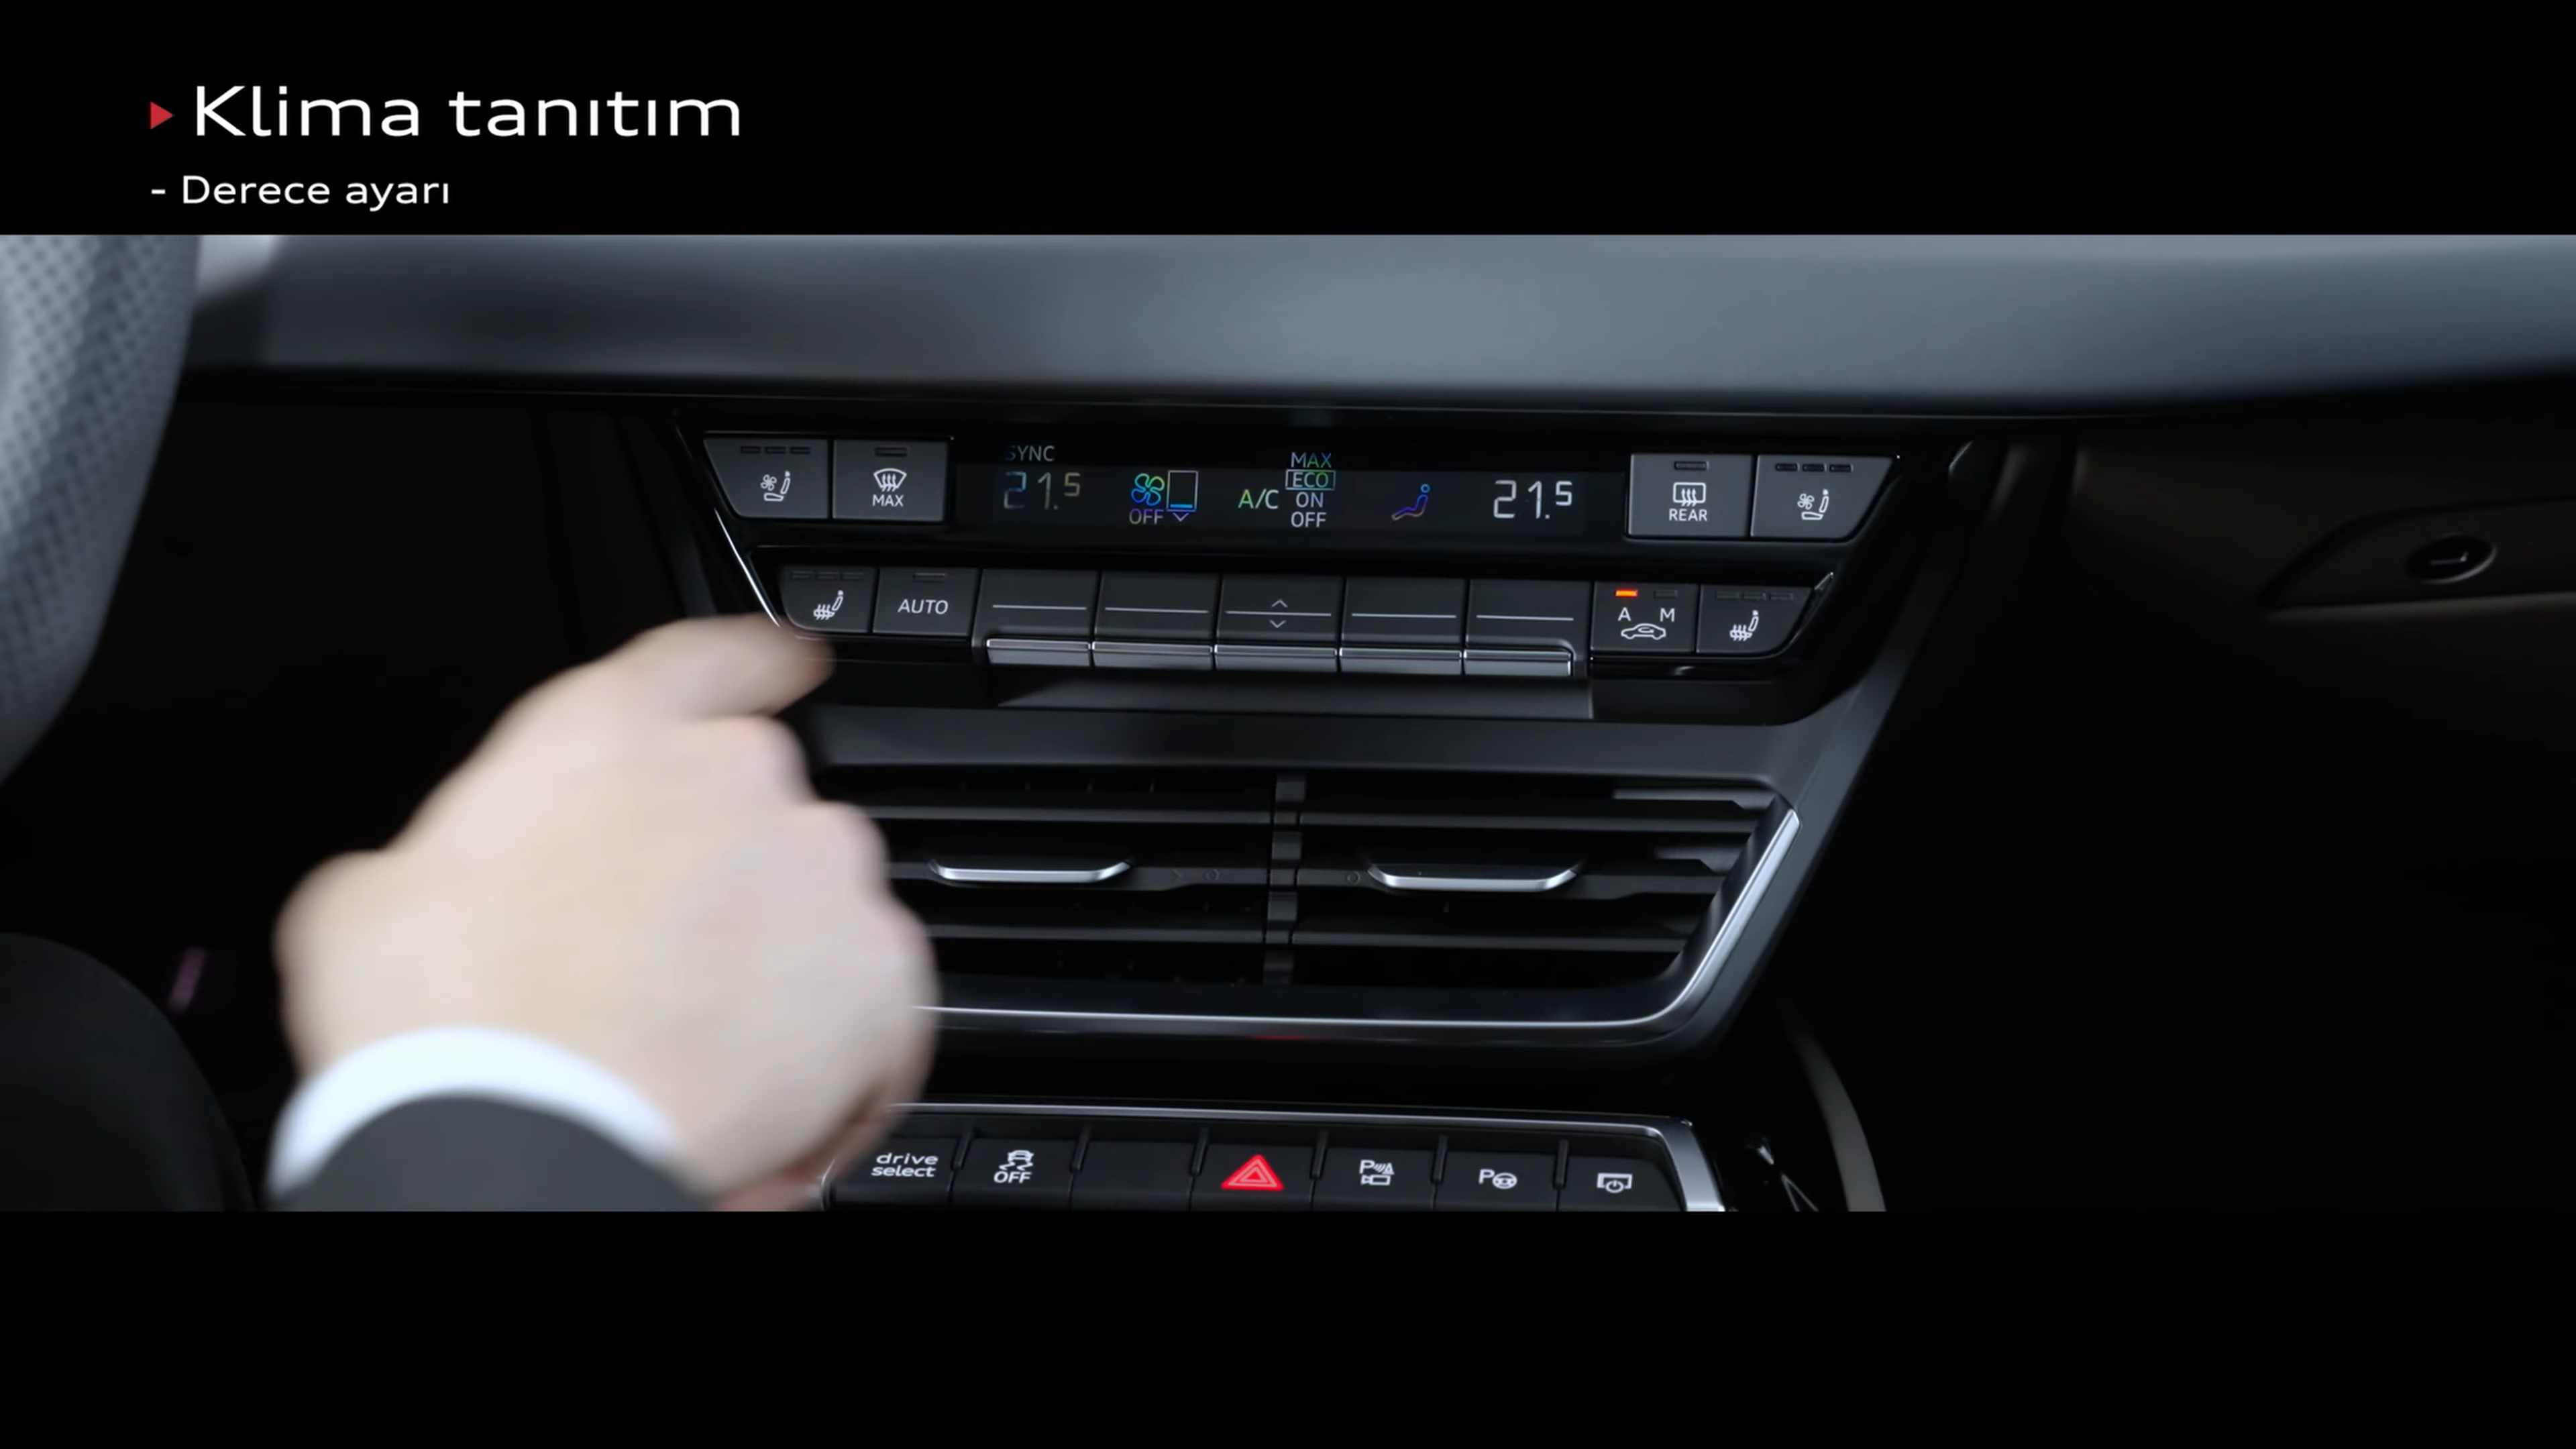 Klima tanıtım
- Derece ayarı
SYNC
21.5
OFF
A/C
MAX
ECO
ON
OFF
21.5
MAX
REAR
AUTO
A M
drive
select
OFF
P
P